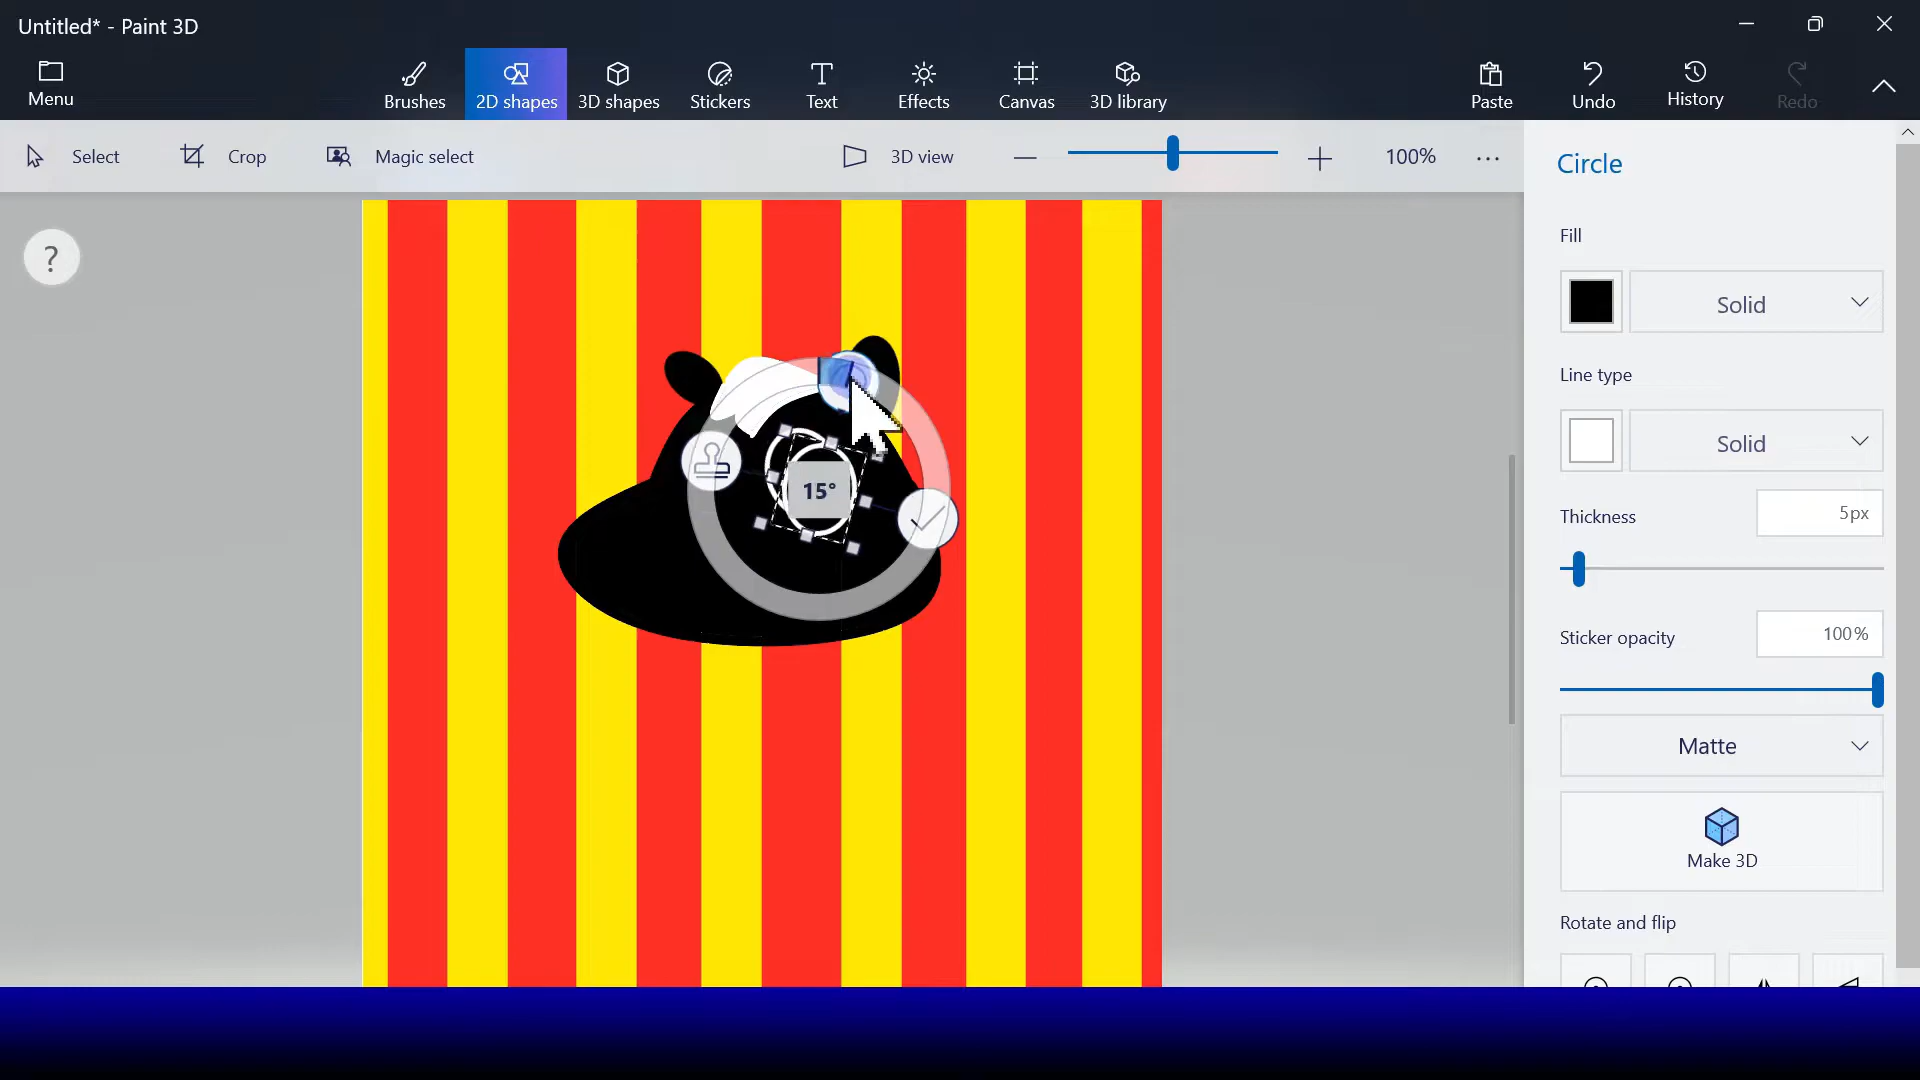 Untitled* - Paint 3D
Menu
Brushes
2D shapes
3D shapes
Stickers
Text
Effects
Canvas
3D library
Paste
Undo
History
Redo
Select
Crop
Magic select
3D view
100%
Circle
Fill
Solid
Line type
Solid
Thickness
5px
Sticker opacity
100%
Matte
Make 3D
Rotate and flip
?
15°